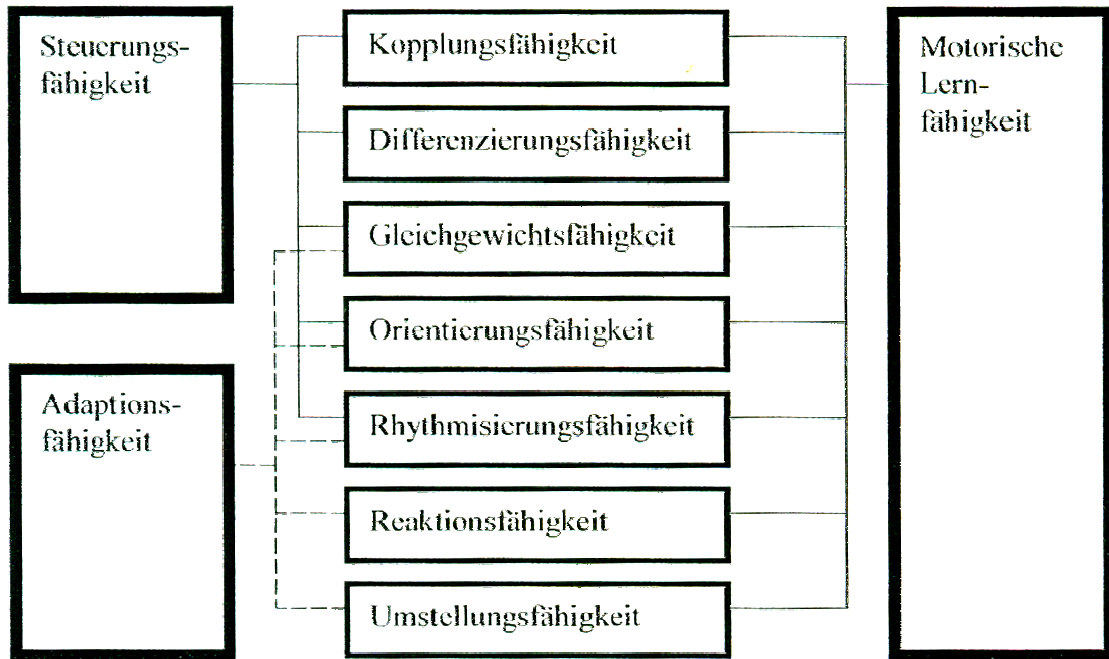 Steuerungs-
fähigkeit
Adaptions-
fähigkeit
Kopplungsfähigkeit
Differenzierungsfähigkeit
Gleichgewichtsfähigkeit
Orientierungsfähigkeit
Rhythmisierungsfähigkeit
Reaktionsfähigkeit
Umstellungsfähigkeit
Motorische
Lern-
fähigkeit